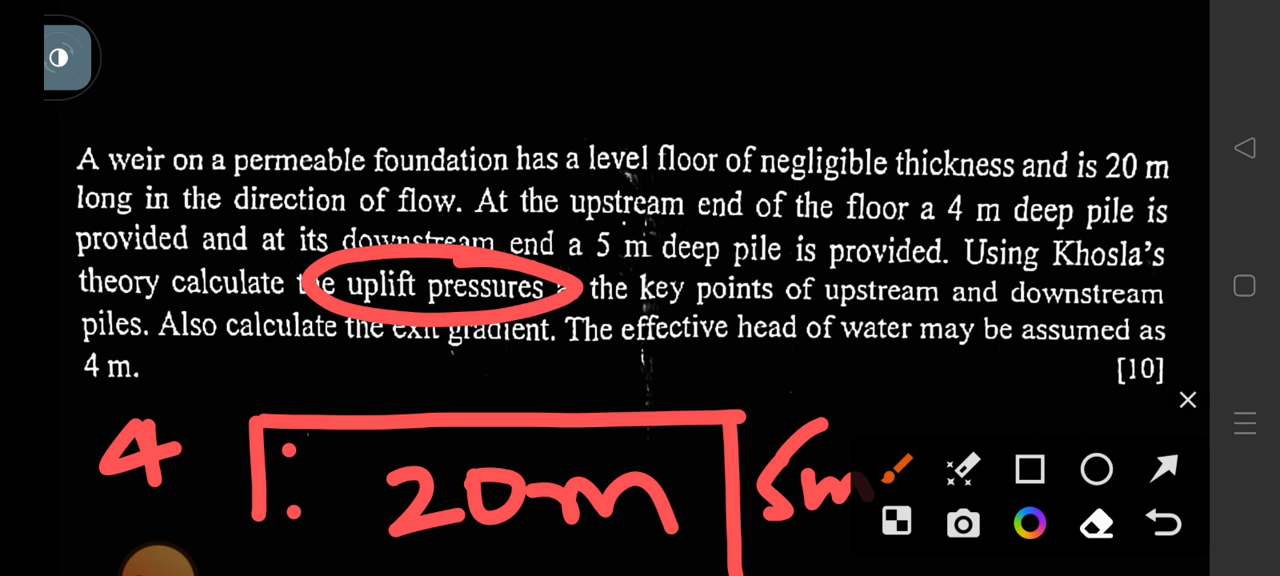 A weir on a permeable foundation has a level floor of negligible thickness and is 20 m
long in the direction of flow. At the upstream end of the floor a 4 m deep pile is
provided and at its downstream end a 5 m deep pile is provided. Using Khosla's
theory calculate the uplift pressures the key points of upstream and downstream
piles. Also calculate the exit gradient. The effective head of water may be assumed as
4 m. [10]
4 20m 5m